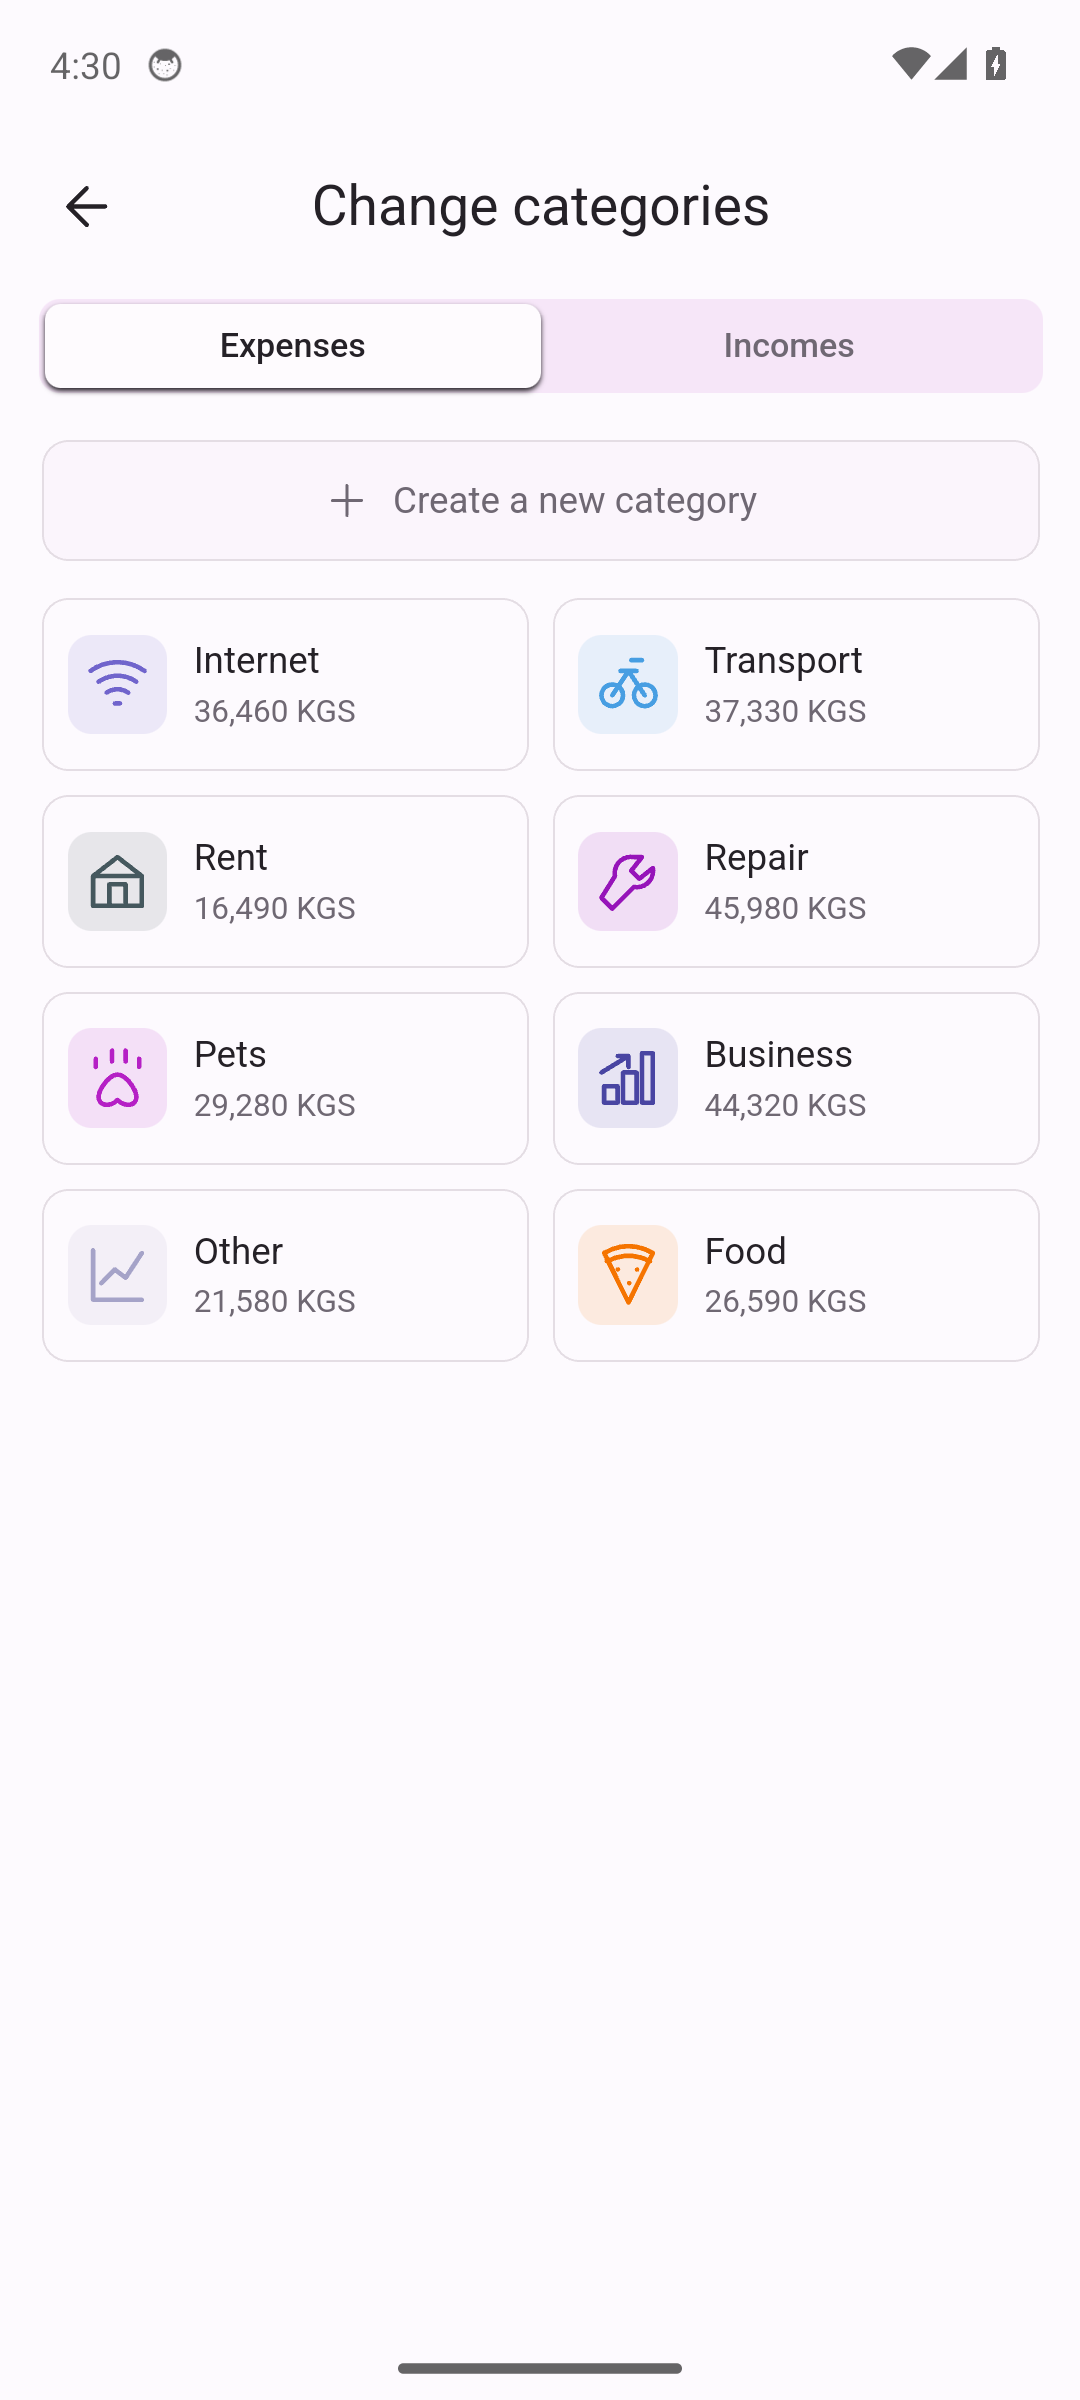 4:30
Change categories
Expenses
Incomes
Create a new category
Internet
36,460 KGS
Transport
37,330 KGS
Rent
16,490 KGS
Repair
45,980 KGS
Pets
29,280 KGS
Business
44,320 KGS
Other
21,580 KGS
Food
26,590 KGS